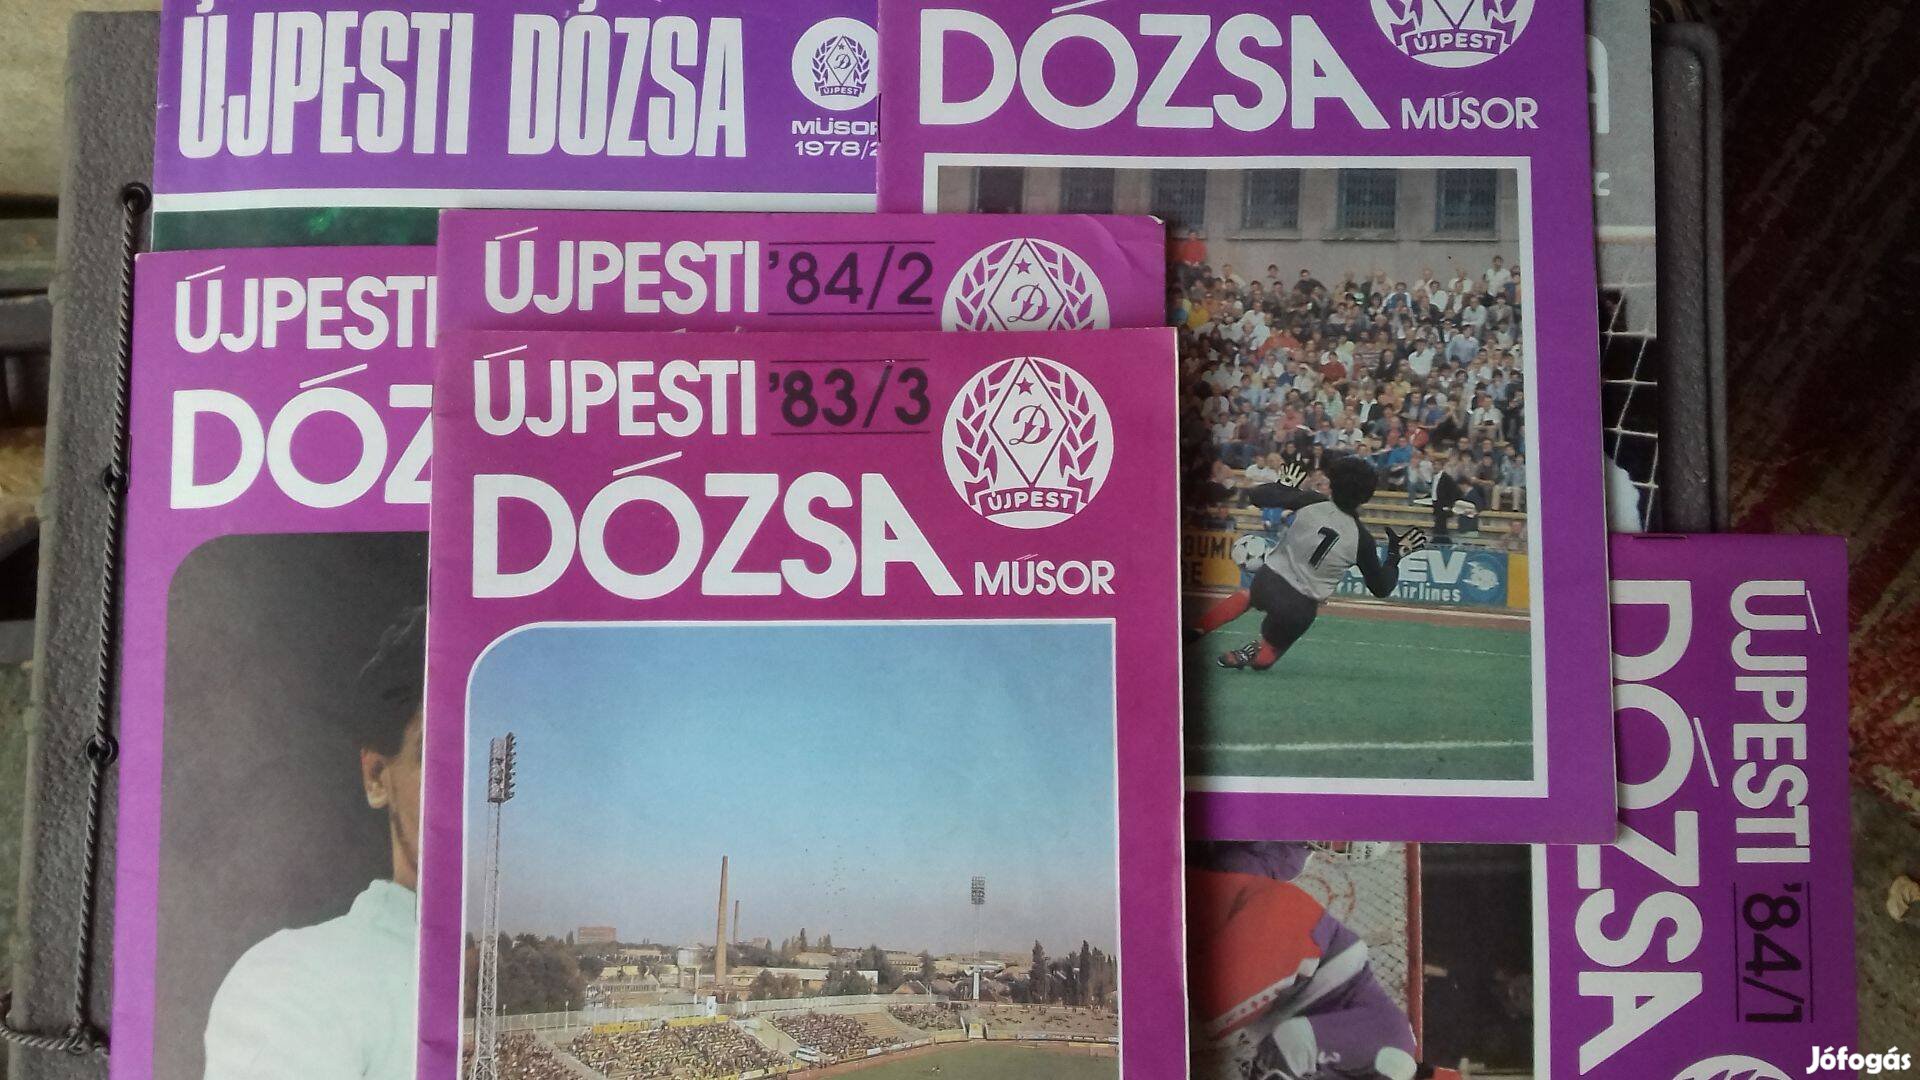 ÚJPESTI DÓZSA
ÚJPEST
MŰSOR
1978/2
DÓZSA
ÚJPEST
MŰSOR
ÚJPESTI
DÓZ
ÚJPESTI '84/2
D
ÚJPESTI '83/3
D
ÚJPEST
DÓZSA
MŰSOR
1
Airlines
ÚJPESTI '84/1
DÓZSA
Jófogás